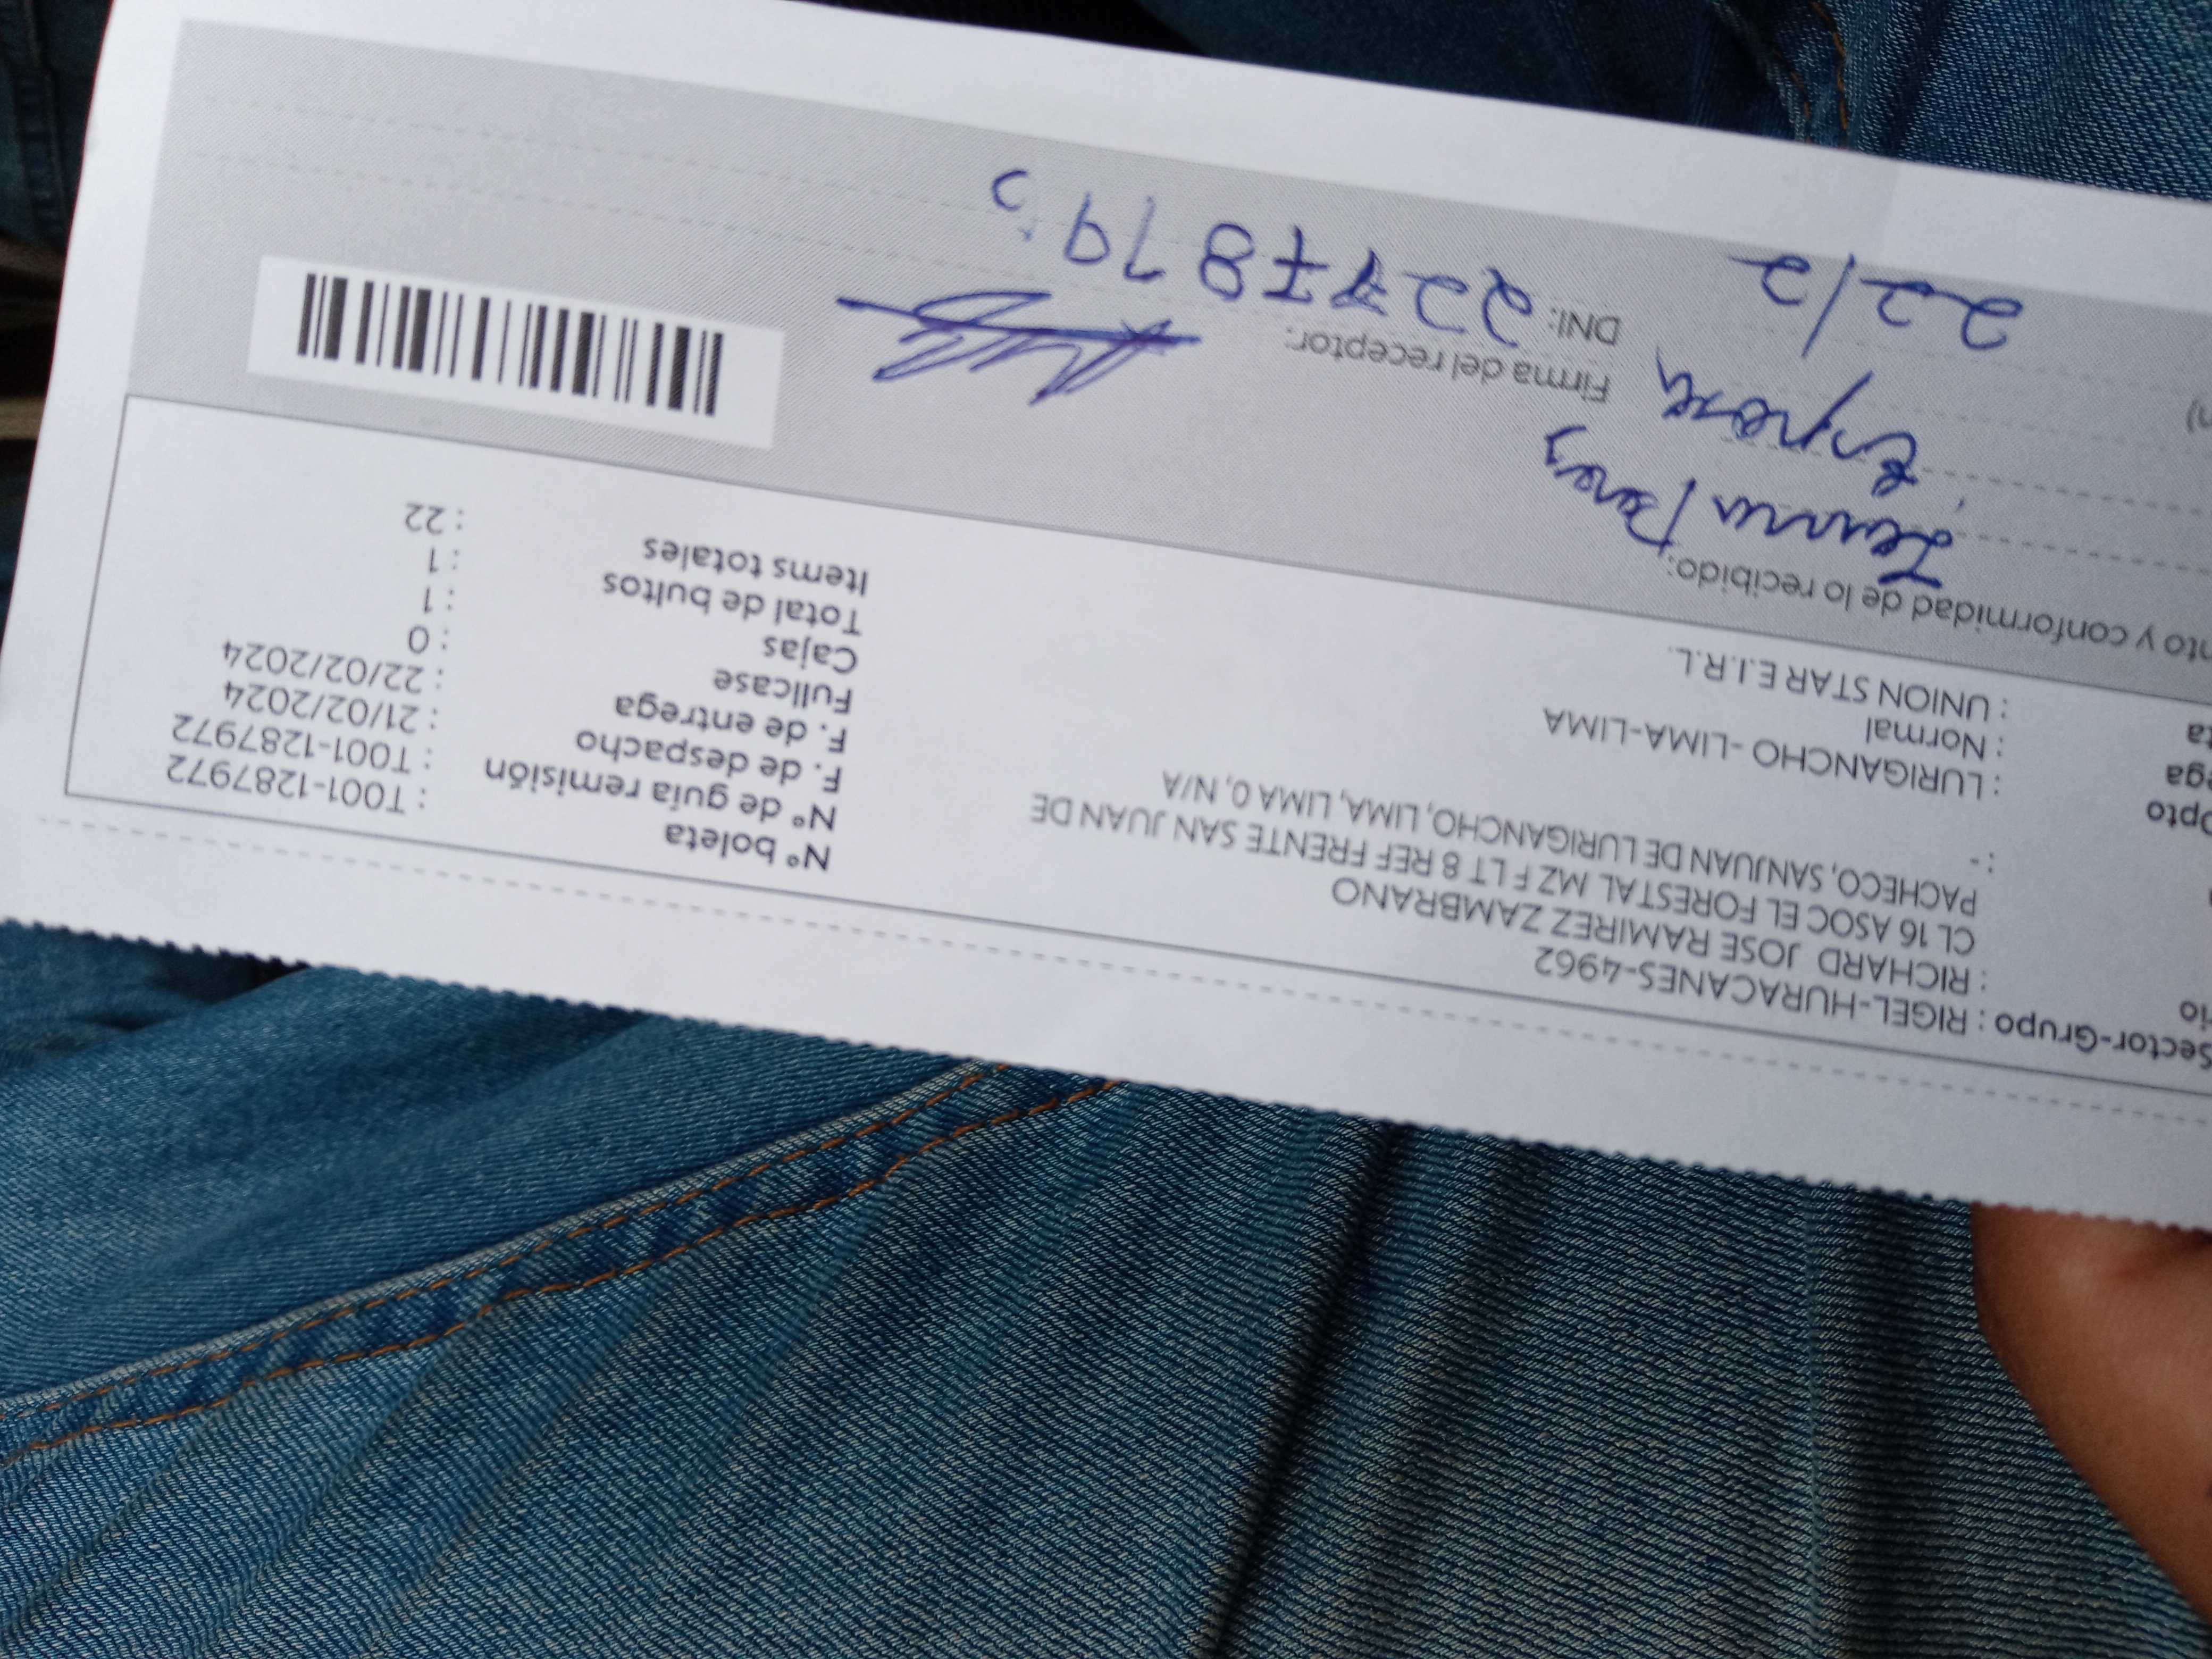 Sector-Grupo : RIGEL-HURACANES-4962
: RICHARD JOSE RAMIREZ ZAMBRANO
CL 16 ASOC EL FORESTAL MZ F LT 8 REF FRENTE SAN JUAN DE
PACHECO, SANJUAN DE LURIGANCHO, LIMA, LIMA 0, N/A
: -
: LURIGANCHO -LIMA-LIMA
: Normal
: UNION STAR E.I.R.L.
Nº boleta : T001-1287972
Nº de guía remisión : T001-1287972
F. de despacho : 21/02/2024
F. de entrega : 22/02/2024
Fullcase : 0
Cajas : 1
Total de bultos : 1
Items totales : 22
y conformidad de lo recibido:
Firma del receptor:
DNI:
22/2